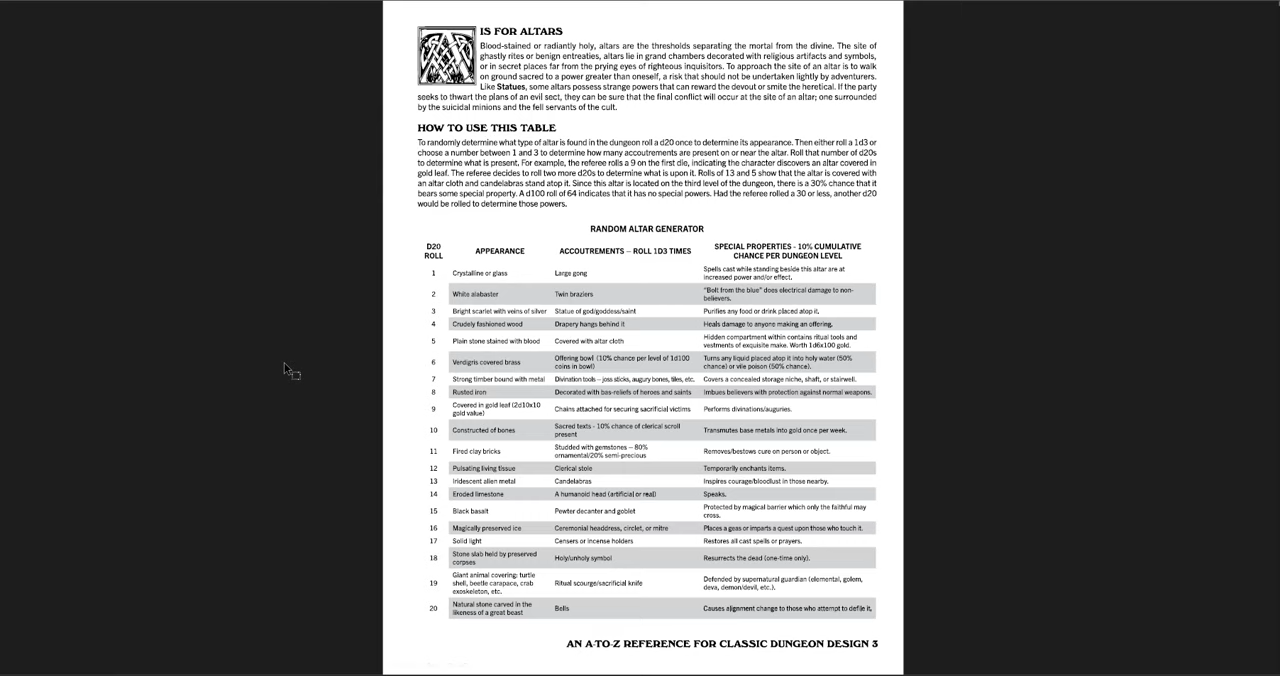 IS FOR ALTARS
Blood-stained or radiantly holy, altars are the thresholds separating the mortal from the divine. The site of
ghastly rites or benign entreaties, altars lie in grand chambers decorated with religious artifacts and symbols,
or in secret places far from the prying eyes of righteous inquisitors. To approach the site of an altar is to walk
on ground sacred to a power greater than oneself, a risk that should not be undertaken lightly by adventurers.
Like Statues, some altars possess strange powers that can reward the devout or smite the heretical. If the party
seeks to thwart the plans of an evil sect, they can be sure that the final conflict will occur at the site of an altar; one surrounded
by the suicidal minions and the fell servants of the cult.
HOW TO USE THIS TABLE
To randomly determine what type of altar is found in the dungeon roll a d20 once to determine its appearance. Then either roll a 1d3 or
choose a number between 1 and 3 to determine how many accoutrements are present on or near the altar. Roll that number of d20s
to determine what is present. For example, the referee rolls a 9 on the first die, indicating the character discovers an altar covered in
gold leaf. The referee decides to roll two more d20s to determine what is upon it. Rolls of 13 and 5 show that the altar is covered with
an altar cloth and candelabras stand atop it. Since this altar is located on the third level of the dungeon, there is a 30% chance that it
bears some special property. A d100 roll of 64 indicates that it has no special powers. Had the referee rolled a 30 or less, another d20
would be rolled to determine those powers.
RANDOM ALTAR GENERATOR
D20 ROLL APPEARANCE ACCOUTREMENTS – ROLL 1D3 TIMES SPECIAL PROPERTIES - 10% CUMULATIVE CHANCE PER DUNGEON LEVEL
1 Crystalline or glass Large gong Spells cast while standing beside this altar are at increased power and/or effect.
2 White alabaster Twin braziers "Bolt from the blue" does electrical damage to non-believers.
3 Bright scarlet with veins of silver Statue of god/goddess/saint Purifies any food or drink placed atop it.
4 Crudely fashioned wood Drapery hangs behind it Heals damage to anyone making an offering.
5 Plain stone stained with blood Covered with altar cloth Hidden compartment within contains ritual tools and vestments of exquisite make. Worth 1d6x100 gold.
6 Verdigris covered brass Offering bowl (10% chance per level of 1d100 coins in bowl) Turns any liquid placed atop it into holy water (50% chance) or vile poison (50% chance).
7 Strong timber bound with metal Divination tools – joss sticks, augury bones, tiles, etc. Covers a concealed storage niche, shaft, or stairwell.
8 Rusted iron Decorated with bas-reliefs of heroes and saints Imbues believers with protection against normal weapons.
9 Covered in gold leaf (2d10x10 gold value) Chains attached for securing sacrificial victims Performs divinations/auguries.
10 Constructed of bones Sacred texts - 10% chance of clerical scroll present Transmutes base metals into gold once per week.
11 Fired clay bricks Studded with gemstones – 80% ornamental/20% semi-precious Removes/bestows cure on person or object.
12 Pulsating living tissue Clerical stole Temporarily enchants items.
13 Iridescent alien metal Candelabras Inspires courage/bloodlust in those nearby.
14 Eroded limestone A humanoid head (artificial or real) Speaks.
15 Black basalt Pewter decanter and goblet Protected by magical barrier which only the faithful may cross.
16 Magically preserved ice Ceremonial headdress, circlet, or mitre Places a geas or imparts a quest upon those who touch it.
17 Solid light Censers or incense holders Restores all cast spells or prayers.
18 Stone slab held by preserved corpses Holy/unholy symbol Resurrects the dead (one-time only).
19 Giant animal covering: turtle shell, beetle carapace, crab exoskeleton, etc. Ritual scourge/sacrificial knife Defended by supernatural guardian (elemental, golem, deva, demon/devil, etc.).
20 Natural stone carved in the likeness of a great beast Bells Causes alignment change to those who attempt to defile it.
AN A-TO-Z REFERENCE FOR CLASSIC DUNGEON DESIGN 3